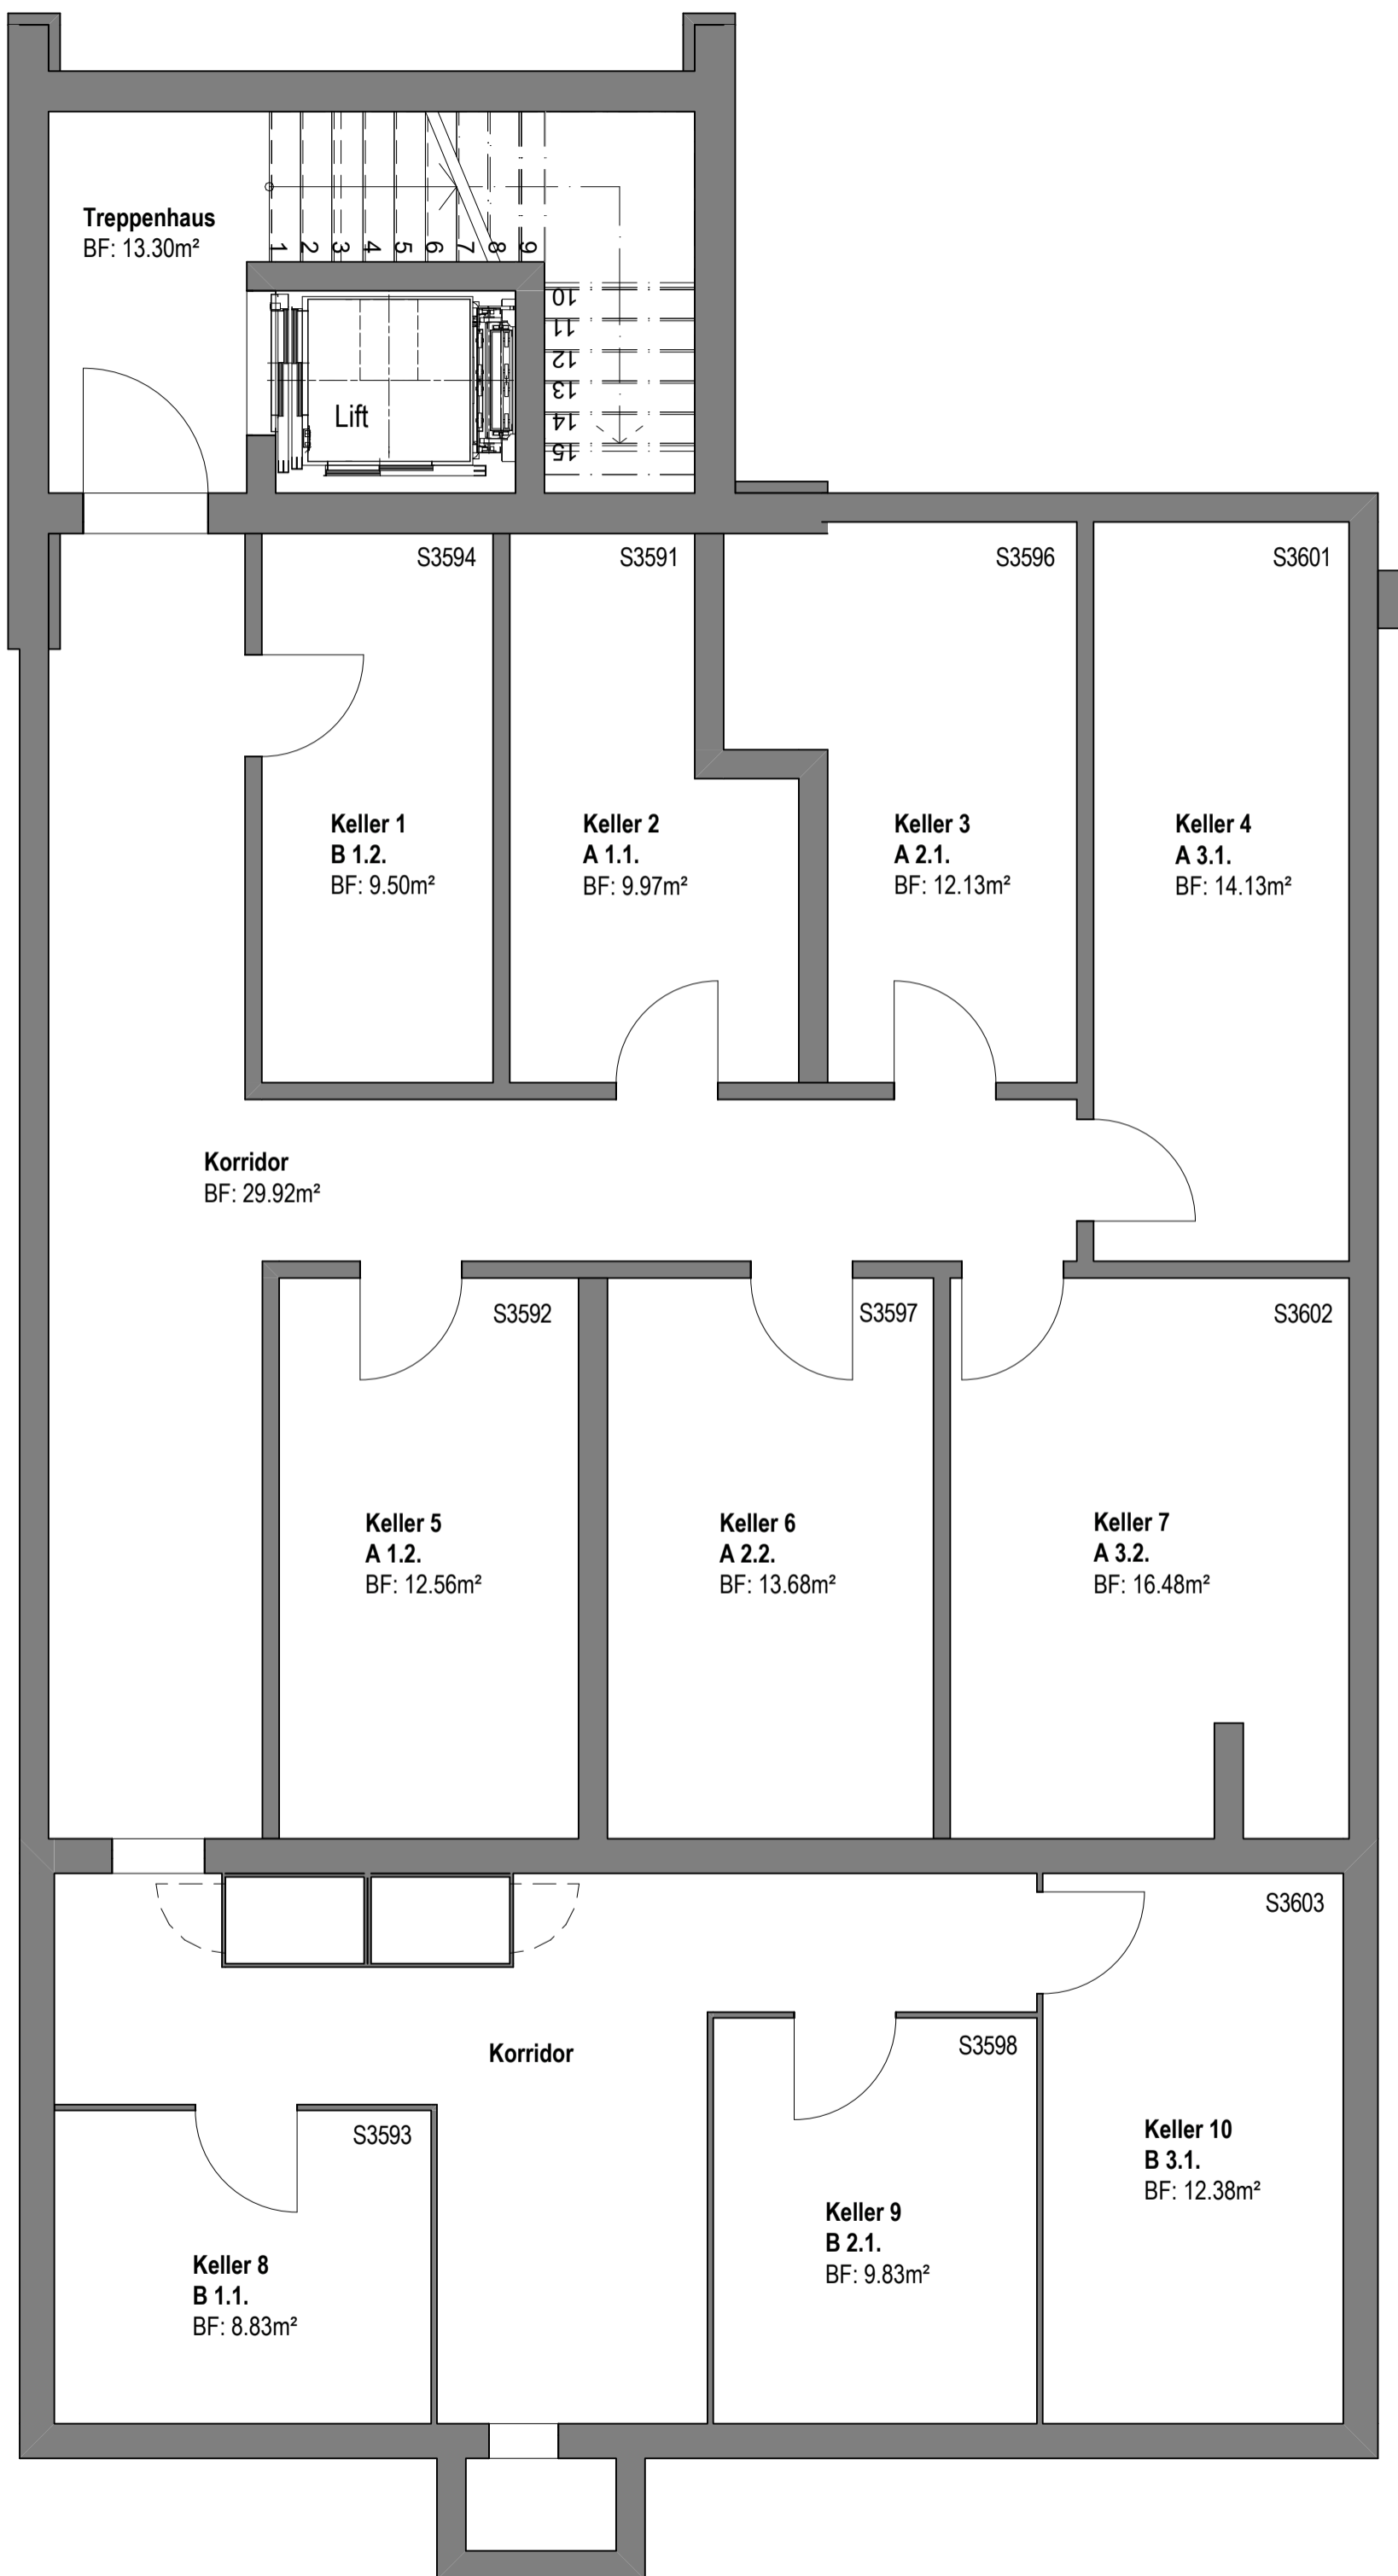 Treppenhaus
BF: 13.30m²
1 2 3 4 5 6 7 8 9
10
11
12
13
14
15
Lift
S3594
S3591
S3596
S3601
Keller 1
B 1.2.
BF: 9.50m²
Keller 2
A 1.1.
BF: 9.97m²
Keller 3
A 2.1.
BF: 12.13m²
Keller 4
A 3.1.
BF: 14.13m²
Korridor
BF: 29.92m²
S3592
S3597
S3602
Keller 5
A 1.2.
BF: 12.56m²
Keller 6
A 2.2.
BF: 13.68m²
Keller 7
A 3.2.
BF: 16.48m²
S3603
Korridor
S3598
S3593
Keller 10
B 3.1.
BF: 12.38m²
Keller 9
B 2.1.
BF: 9.83m²
Keller 8
B 1.1.
BF: 8.83m²